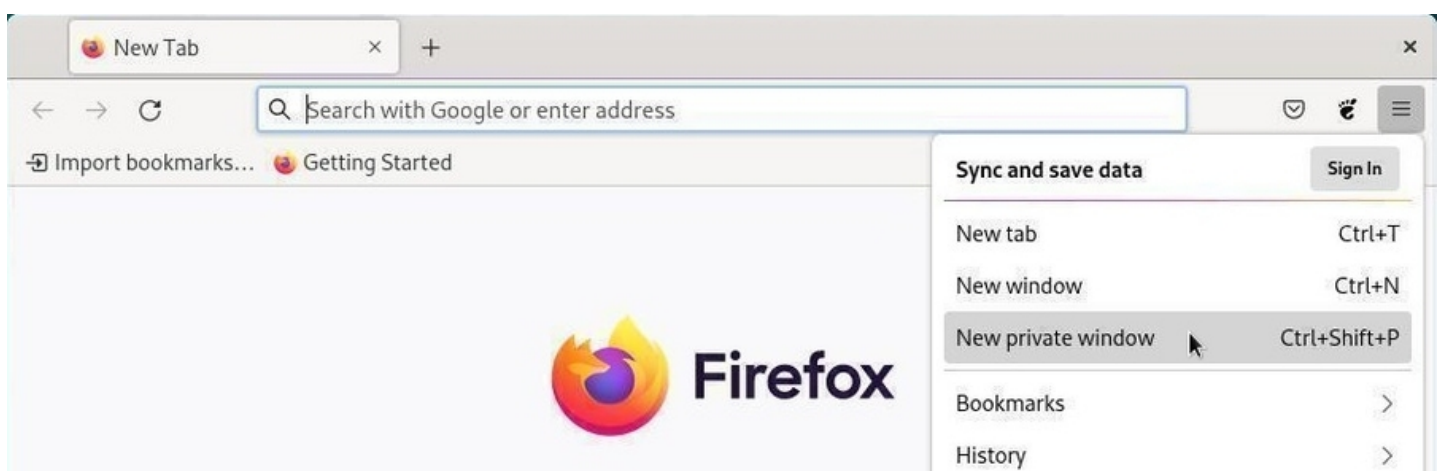 New Tab
Search with Google or enter address
Import bookmarks... Getting Started
Sync and save data Sign In
New tab Ctrl+T
New window Ctrl+N
New private window Ctrl+Shift+P
Firefox
Bookmarks
History